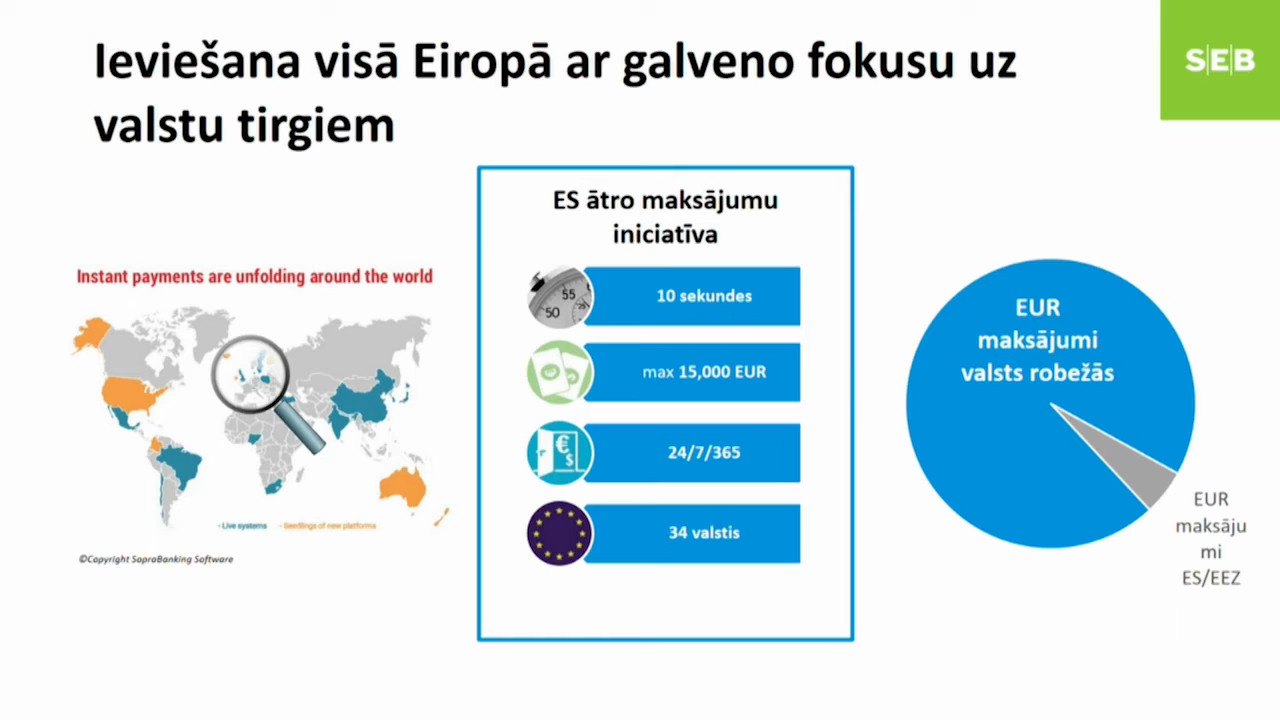 Ieviešana visā Eiropā ar galveno fokusu uz
valstu tirgiem
S|E|B
Instant payments are unfolding around the world
- Live systems - Seedlings of new platforms
©Copyright SopraBanking Software
ES ātro maksājumu
iniciatīva
55
50
10 sekundes
max 15,000 EUR
€
$
24/7/365
34 valstis
EUR
maksājumi
valsts robežās
EUR
maksāju
mi
ES/EEZ